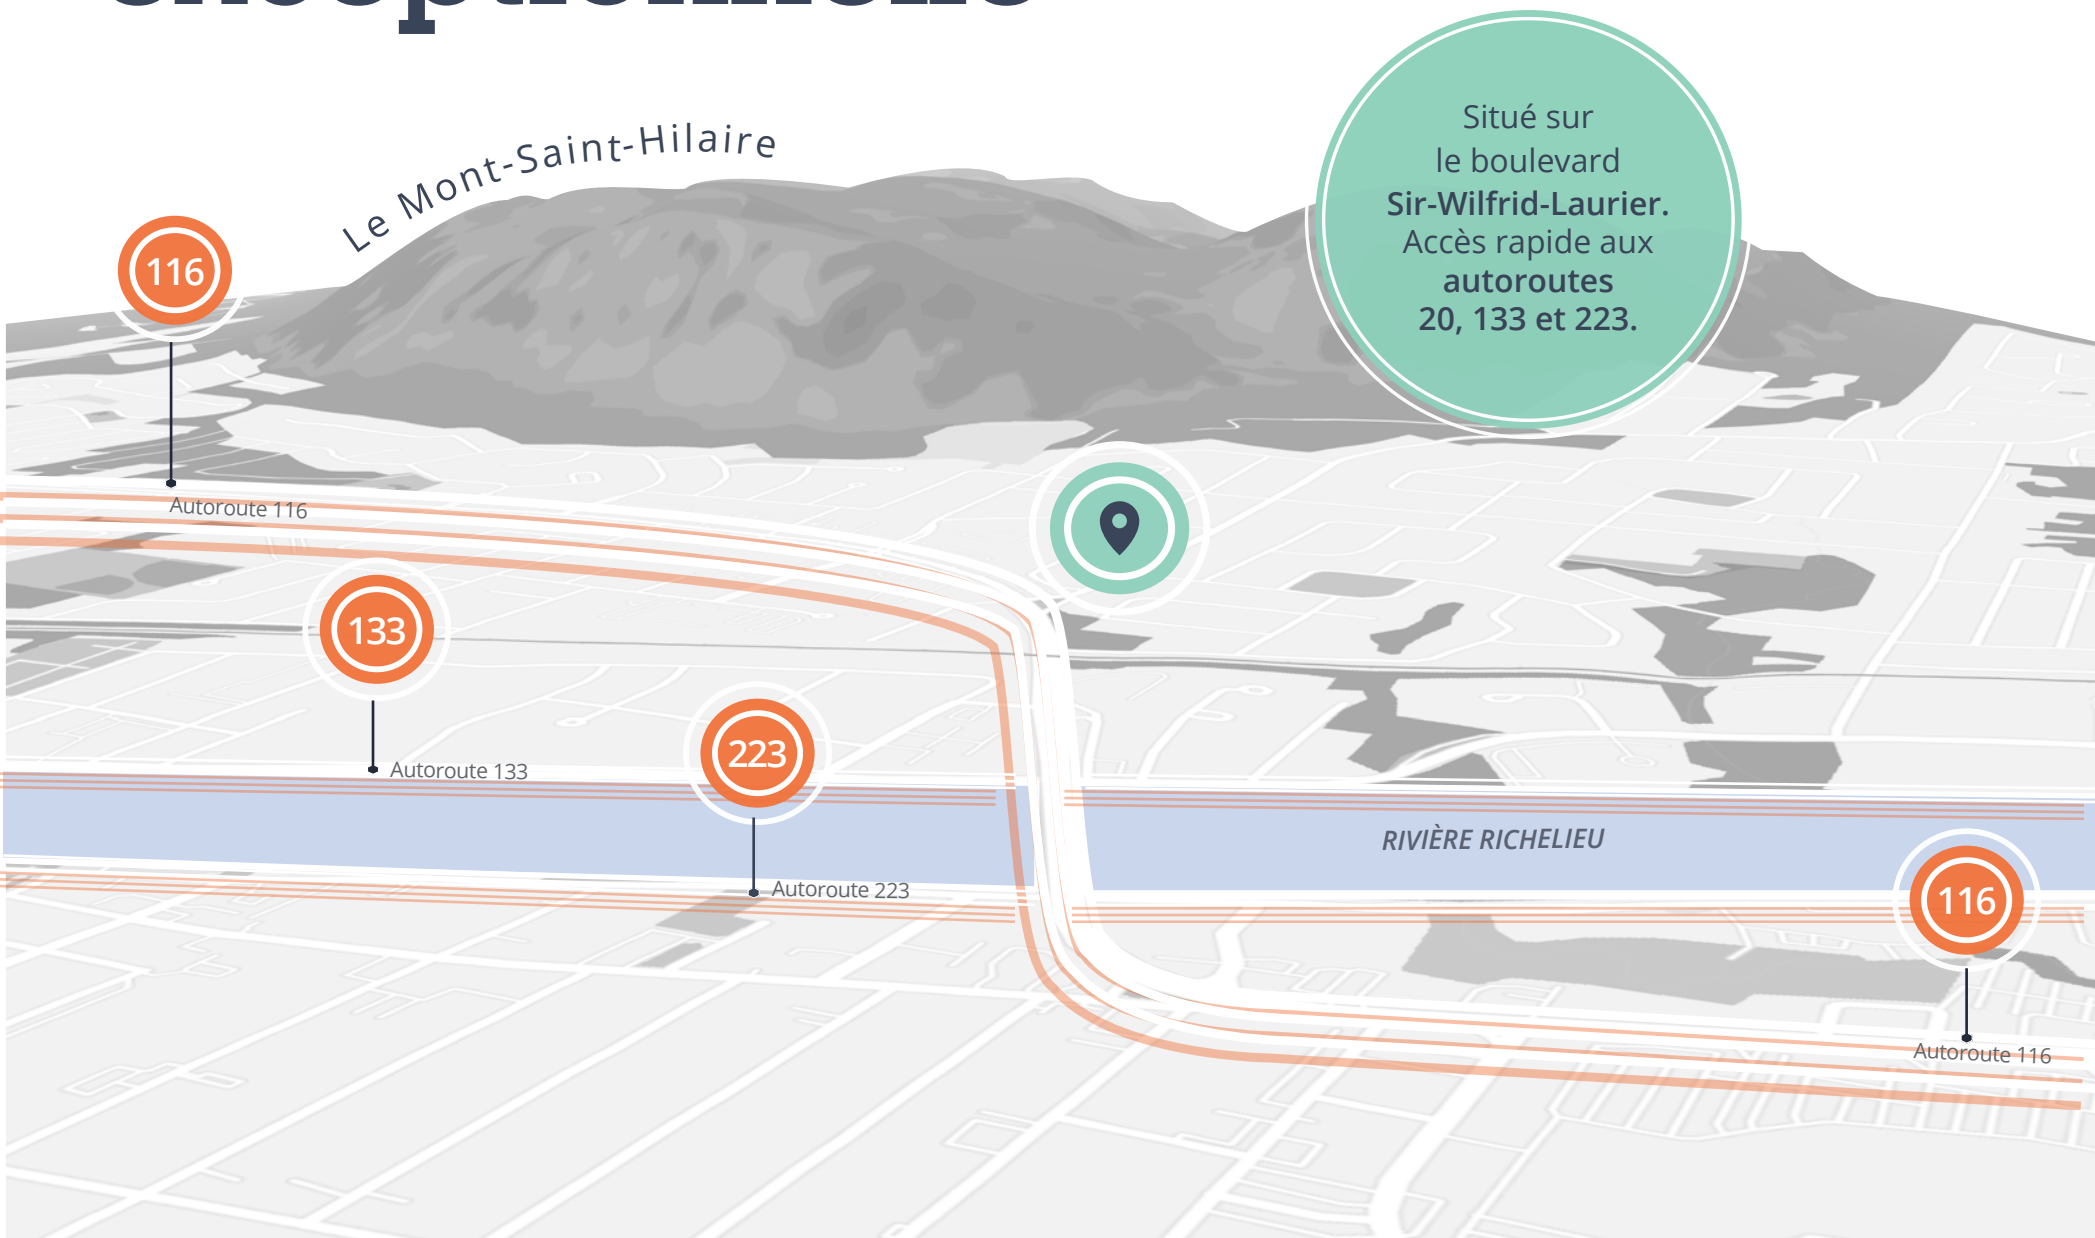 Le Mont-Saint-Hilaire
Situé sur
le boulevard
Sir-Wilfrid-Laurier.
Accès rapide aux
autoroutes
20, 133 et 223.
116
Autoroute 116
133
Autoroute 133
223
Autoroute 223
RIVIÈRE RICHELIEU
116
Autoroute 116